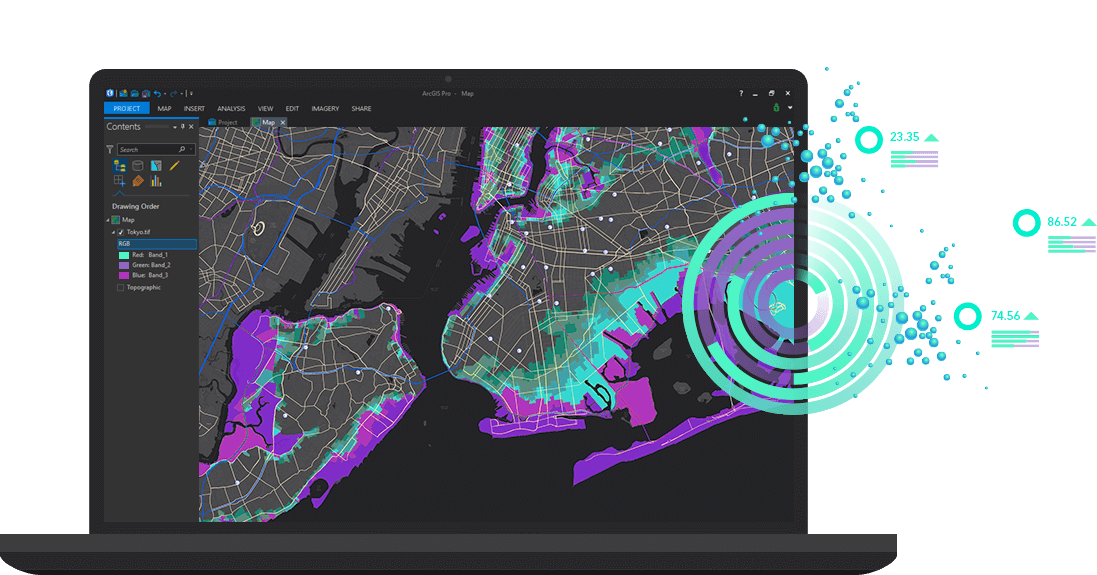 ArcGIS Pro - Map
?
PROJECT MAP INSERT ANALYSIS VIEW EDIT IMAGERY SHARE
Contents
Project
Map
Search
Drawing Order
Map
Tokyo.tif
RGB
Red: Band_1
Green: Band_2
Blue: Band_3
Topographic
23.35
86.52
74.56